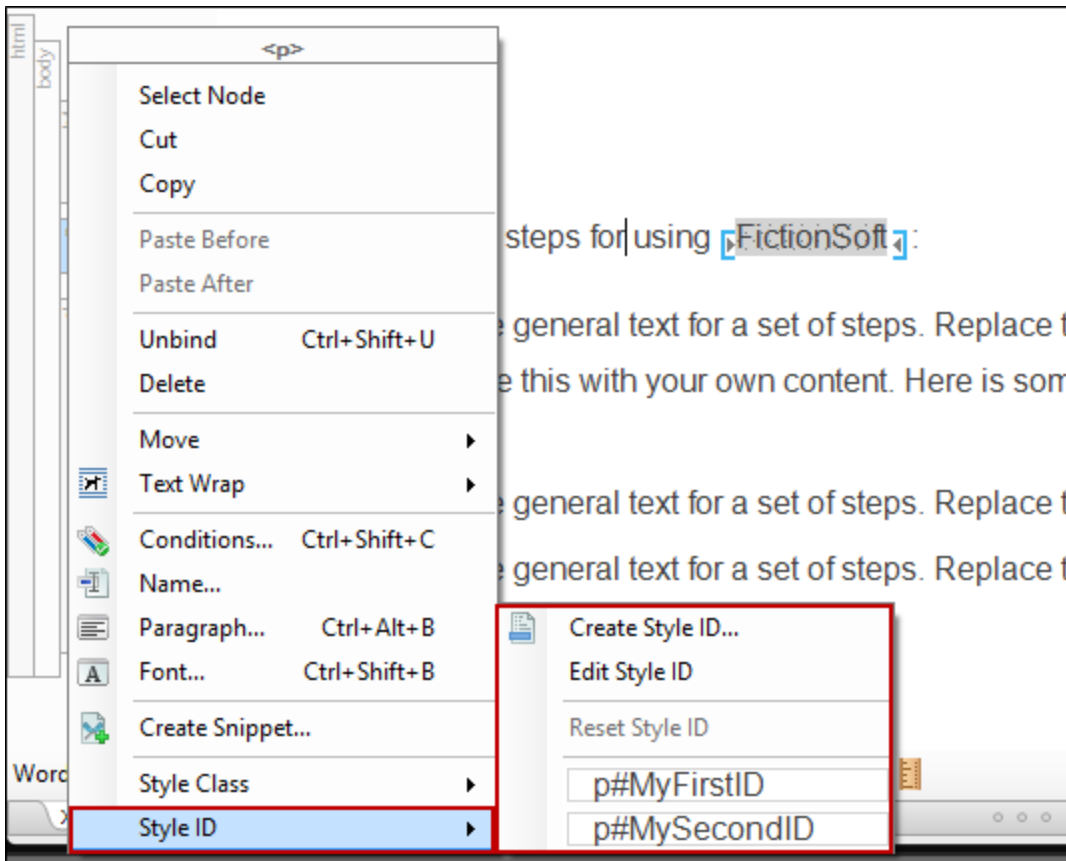 html
body
<p>
Select Node
Cut
Copy
Paste Before
Paste After
Unbind Ctrl+Shift+U
Delete
Move
Text Wrap
Conditions... Ctrl+Shift+C
Name...
Paragraph... Ctrl+Alt+B
Font... Ctrl+Shift+B
Create Snippet...
Style Class
Style ID
steps for using FictionSoft :
general text for a set of steps. Replace
this with your own content. Here is
general text for a set of steps. Replace
general text for a set of steps. Replace
Create Style ID...
Edit Style ID
Reset Style ID
p#MyFirstID
p#MySecondID
Word